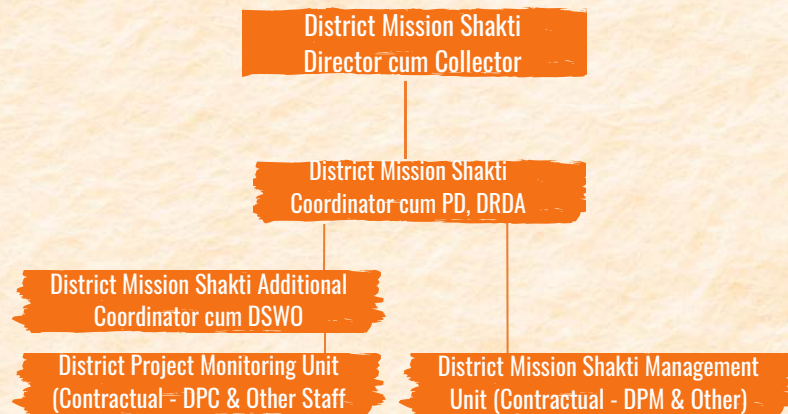 District Mission Shakti
Director cum Collector
District Mission Shakti
Coordinator cum PD, DRDA
District Mission Shakti Additional
Coordinator cum DSWO
District Project Monitoring Unit
(Contractual - DPC & Other Staff
District Mission Shakti Management
Unit (Contractual - DPM & Other)